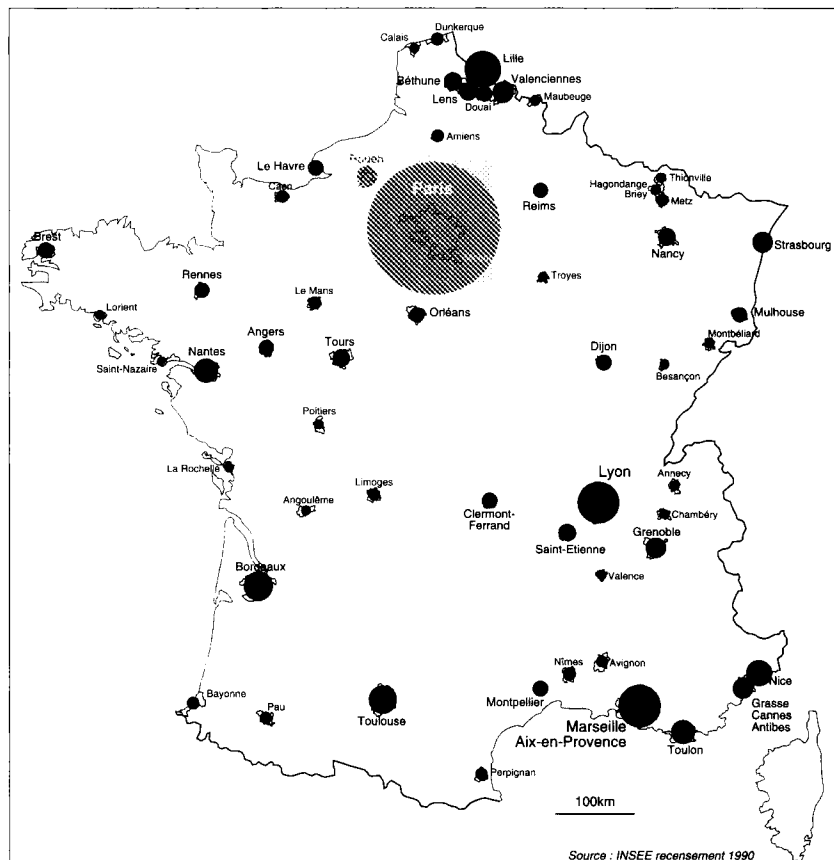 Dunkerque
Calais
Lille
Béthune
Valenciennes
Lens
Douai
Maubeuge
Amiens
Le Havre
Rouen
Caen
Paris
Reims
Thionville
Hagondange
Briey
Metz
Nancy
Strasbourg
Brest
Rennes
Le Mans
Troyes
Lorient
Orléans
Mulhouse
Montbéliard
Angers
Tours
Nantes
Saint-Nazaire
Dijon
Besançon
Poitiers
La Rochelle
Lyon
Annecy
Limoges
Angoulême
Clermont-
Ferrand
Chambéry
Grenoble
Saint-Etienne
Valence
Bordeaux
Nîmes
Avignon
Nice
Bayonne
Pau
Toulouse
Montpellier
Grasse
Cannes
Antibes
Marseille
Aix-en-Provence
Toulon
Perpignan
100km
Source : INSEE recensement 1990